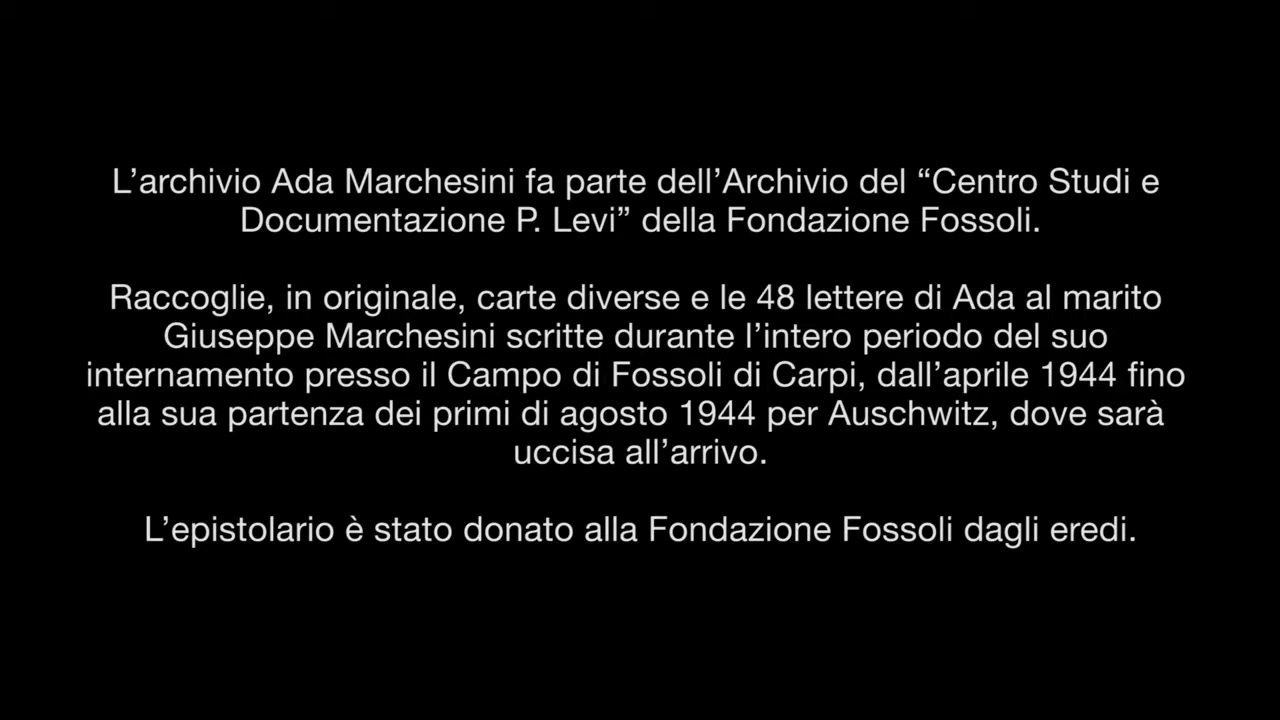 L’archivio Ada Marchesini fa parte dell’Archivio del “Centro Studi e
Documentazione P. Levi” della Fondazione Fossoli.
Raccoglie, in originale, carte diverse e le 48 lettere di Ada al marito
Giuseppe Marchesini scritte durante l’intero periodo del suo
internamento presso il Campo di Fossoli di Carpi, dall’aprile 1944 fino
alla sua partenza dei primi di agosto 1944 per Auschwitz, dove sarà
uccisa all’arrivo.
L’epistolario è stato donato alla Fondazione Fossoli dagli eredi.